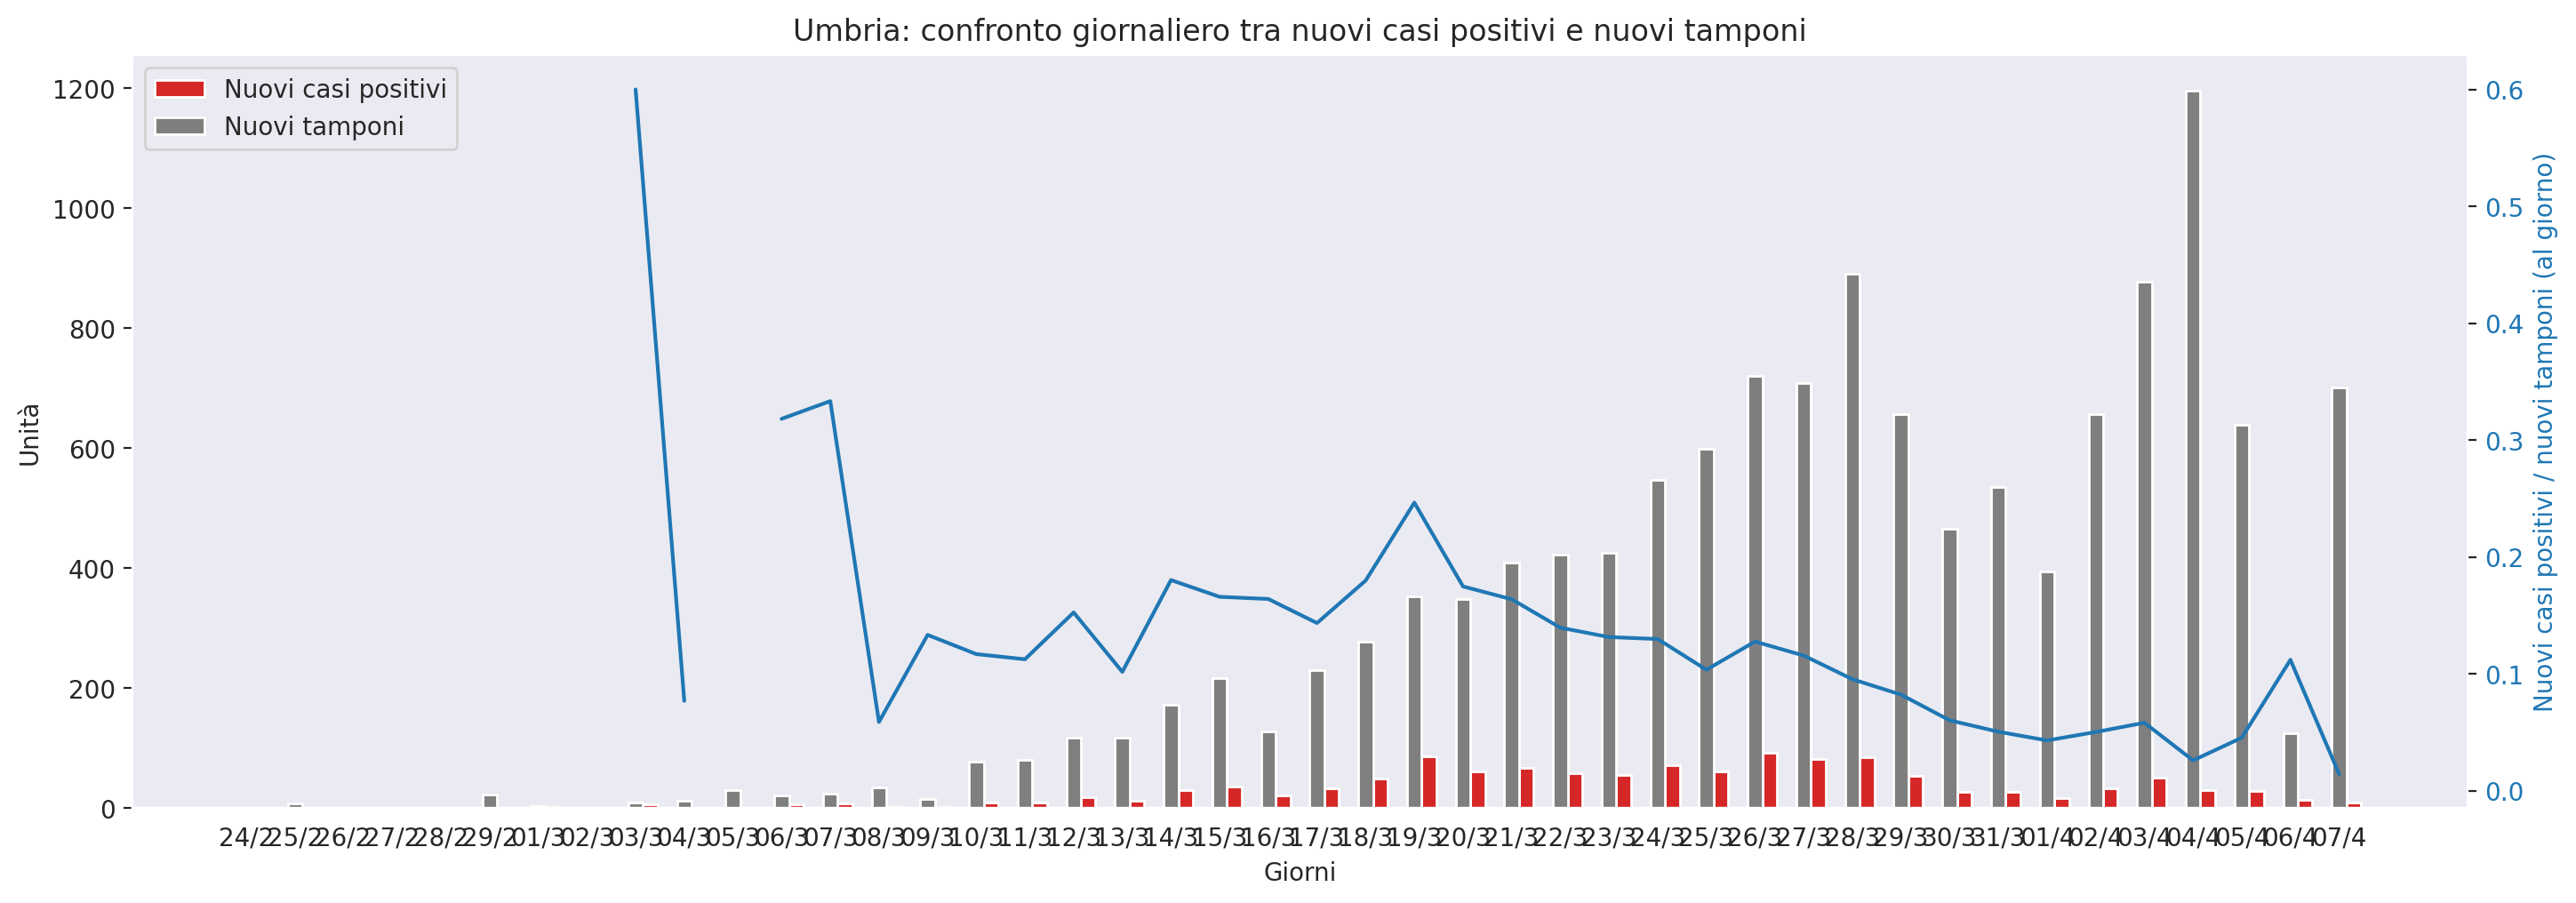 Umbria: confronto giornaliero tra nuovi casi positivi e nuovi tamponi
Nuovi casi positivi
Nuovi tamponi
1200
1000
800
600
400
200
0
Unità
0.6
0.5
0.4
0.3
0.2
0.1
0.0
Nuovi casi positivi / nuovi tamponi (al giorno)
24/2 25/2 26/2 27/2 28/2 29/2 01/3 02/3 03/3 04/3 05/3 06/3 07/3 08/3 09/3 10/3 11/3 12/3 13/3 14/3 15/3 16/3 17/3 18/3 19/3 20/3 21/3 22/3 23/3 24/3 25/3 26/3 27/3 28/3 29/3 30/3 31/3 01/4 02/4 03/4 04/4 05/4 06/4 07/4
Giorni